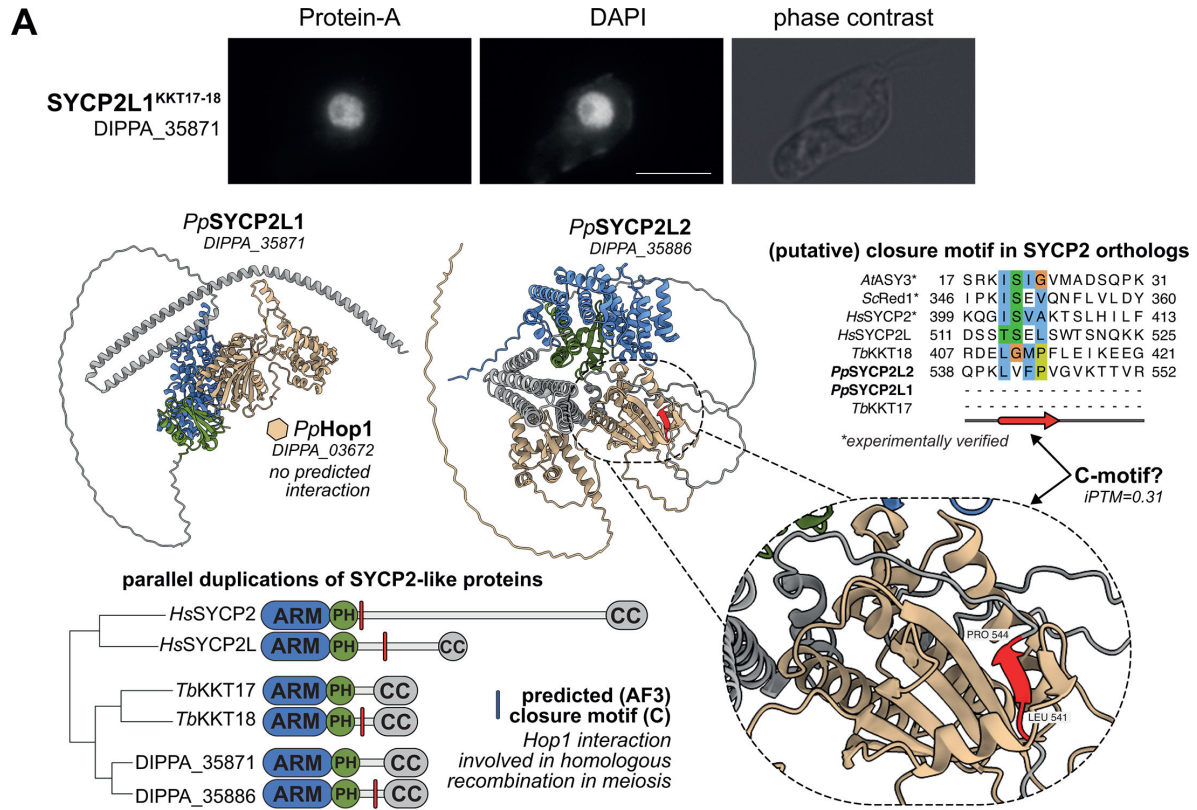 A
Protein-A
DAPI
phase contrast
SYCP2L1KKT17-18
DIPPA_35871
PpSYCP2L1
DIPPA_35871
PpHop1
DIPPA_03672
no predicted
interaction
PpSYCP2L2
DIPPA_35886
(putative) closure motif in SYCP2 orthologs
AtASY3* 17 SRKISIGVMADSQPK 31
ScRed1* 346 IPKISEVQNFLVLDY 360
HsSYCP2* 399 KQGISVAKTSLHILF 413
HsSYCP2L 511 DSSTSELSWTSNQKK 525
TbKKT18 407 RDELGMPFLEIKEEG 421
PpSYCP2L2 538 QPKLVFPVGVKTTVR 552
PpSYCP2L1 ---------------
TbKKT17 ---------------
*experimentally verified
C-motif?
iPTM=0.31
PRO 544
LEU 541
parallel duplications of SYCP2-like proteins
HsSYCP2 ARM PH CC
HsSYCP2L ARM PH CC
TbKKT17 ARM PH CC
TbKKT18 ARM PH CC
DIPPA_35871 ARM PH CC
DIPPA_35886 ARM PH CC
predicted (AF3)
closure motif (C)
Hop1 interaction
involved in homologous
recombination in meiosis